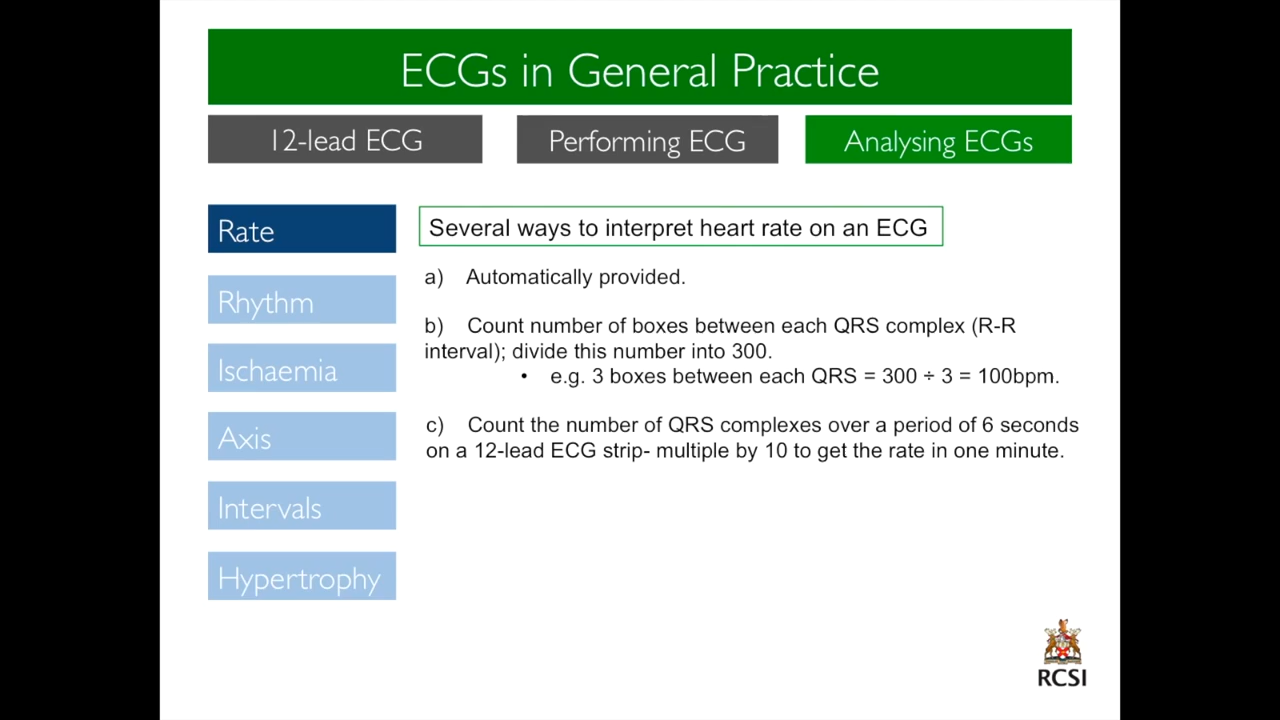 ECGs in General Practice
12-lead ECG
Performing ECG
Analysing ECGs
Rate
Rhythm
Ischaemia
Axis
Intervals
Hypertrophy
Several ways to interpret heart rate on an ECG
a) Automatically provided.
b) Count number of boxes between each QRS complex (R-R
interval); divide this number into 300.
• e.g. 3 boxes between each QRS = 300 ÷ 3 = 100bpm.
c) Count the number of QRS complexes over a period of 6 seconds
on a 12-lead ECG strip- multiple by 10 to get the rate in one minute.
RCSI